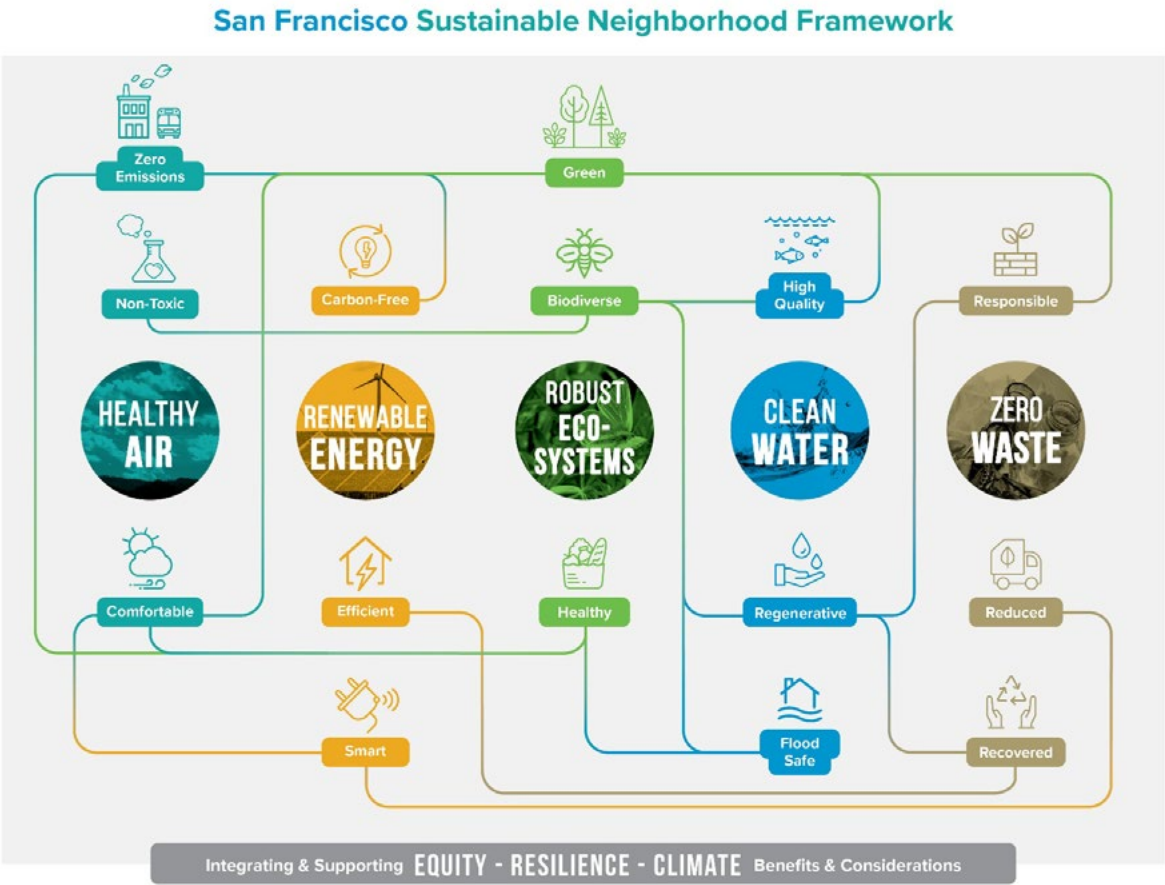 San Francisco Sustainable Neighborhood Framework
Zero
Emissions
Green
Non-Toxic
Carbon-Free
Biodiverse
High
Quality
Responsible
HEALTHY
AIR
RENEWABLE
ENERGY
ROBUST
ECO-
SYSTEMS
CLEAN
WATER
ZERO
WASTE
Comfortable
Efficient
Healthy
Regenerative
Reduced
Smart
Flood
Safe
Recovered
Integrating & Supporting EQUITY - RESILIENCE - CLIMATE Benefits & Considerations